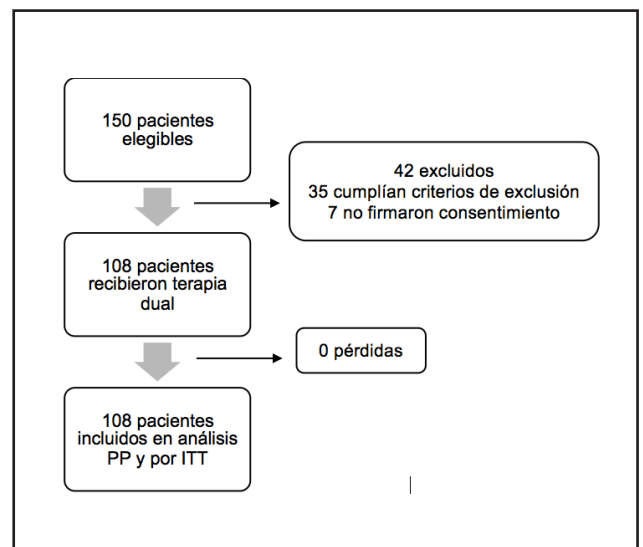 150 pacientes
elegibles
42 excluidos
35 cumplían criterios de exclusión
7 no firmaron consentimiento
108 pacientes
recibieron terapia
dual
0 pérdidas
108 pacientes
incluidos en análisis
PP y por ITT